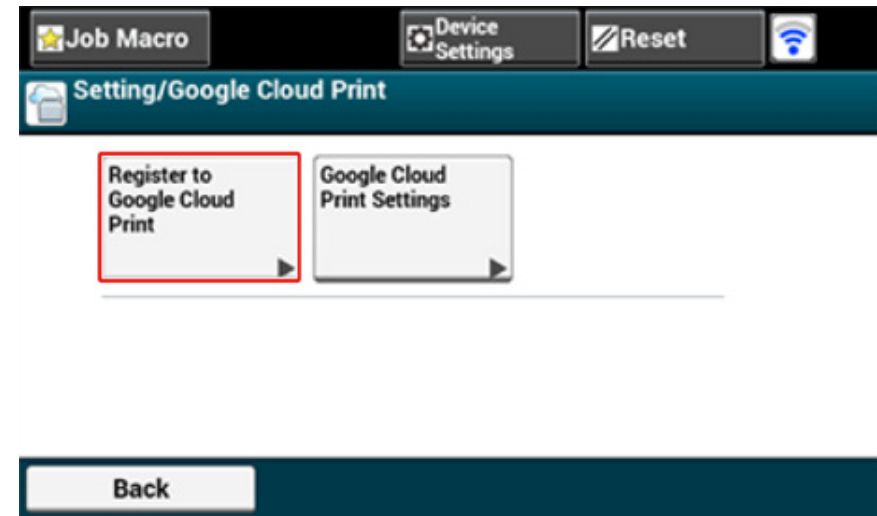 Job Macro
Device
Settings
Reset
Setting/Google Cloud Print
Register to
Google Cloud
Print
Google Cloud
Print Settings
Back